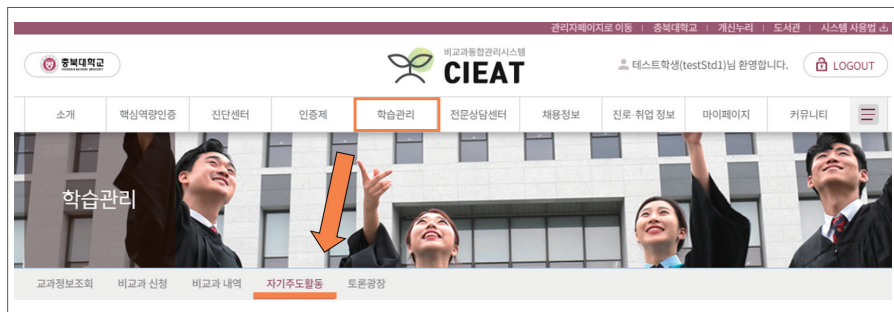 관리자페이지로 이동 | 충북대학교 | 개신누리 | 도서관 | 시스템 사용법
충북대학교
비교과통합관리시스템
CIEAT
테스트학생(testStd1)님 환영합니다.
LOGOUT
소개 핵심역량인증 진단센터 인증제 학습관리 전문상담센터 채용정보 진로·취업 정보 마이페이지 커뮤니티
학습관리
교과정보조회 비교과 신청 비교과 내역 자기주도활동 토론광장